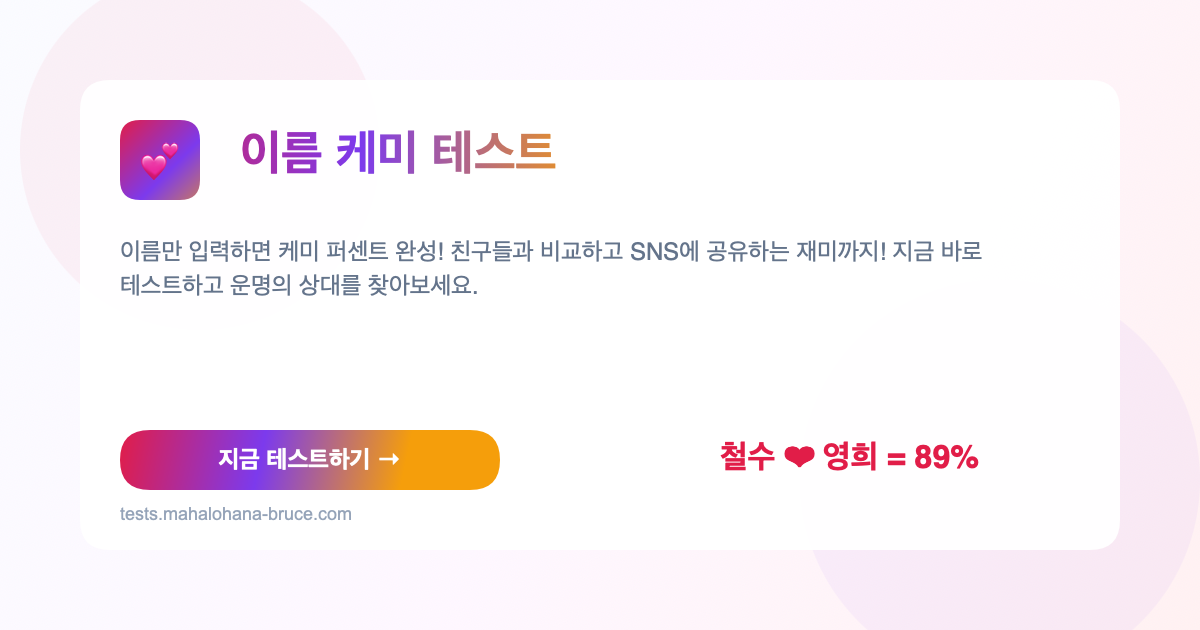 이름 케미 테스트
이름만 입력하면 케미 퍼센트 완성! 친구들과 비교하고 SNS에 공유하는 재미까지! 지금 바로
테스트하고 운명의 상대를 찾아보세요.
지금 테스트하기 →
철수 ❤ 영희 = 89%
tests.mahalohana-bruce.com